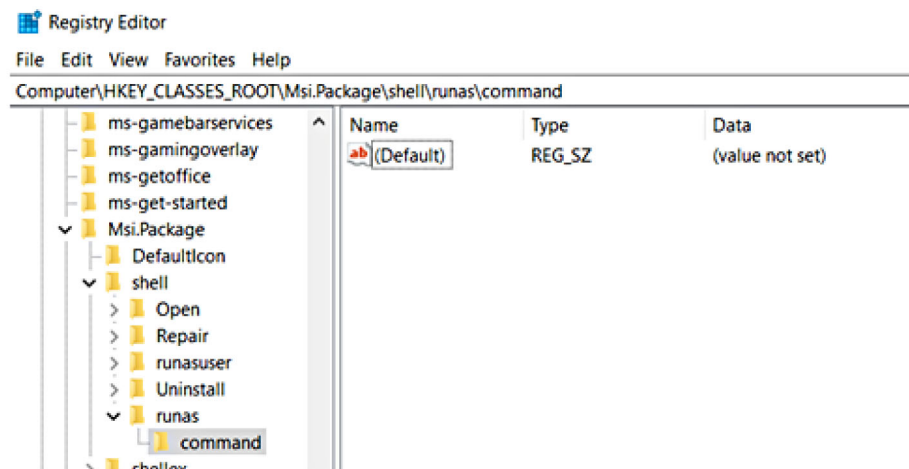 Registry Editor
File Edit View Favorites Help
Computer\HKEY_CLASSES_ROOT\Msi.Package\shell\runas\command
ms-gamebarservices
ms-gamingoverlay
ms-getoffice
ms-get-started
Msi.Package
DefaultIcon
shell
Open
Repair
runasuser
Uninstall
runas
command
shellex
Name Type Data
ab (Default) REG_SZ (value not set)